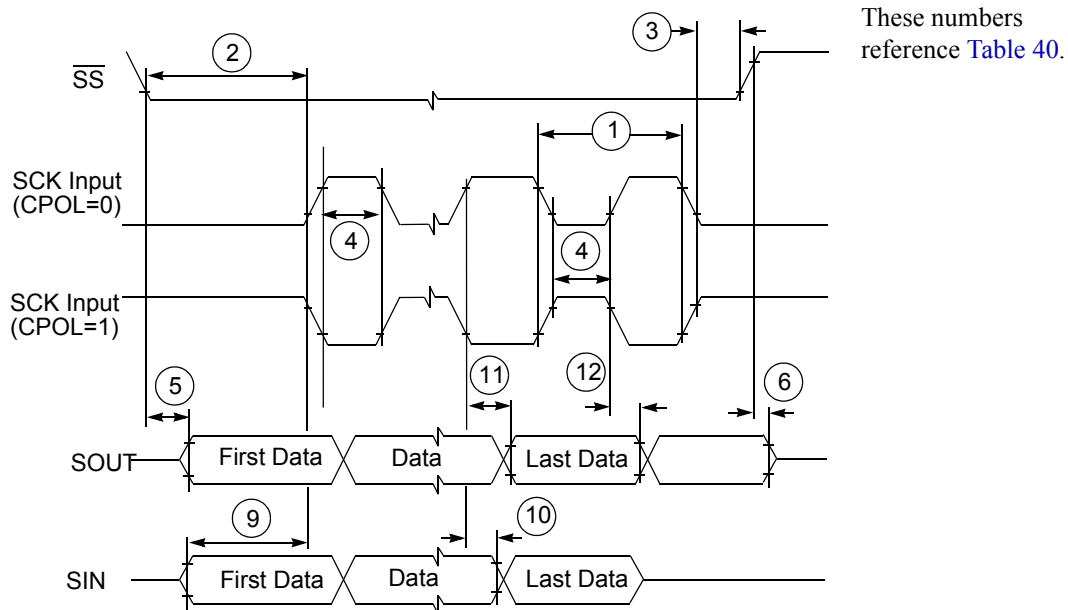 These numbers
reference Table 40.
3
2
SS
1
SCK Input
(CPOL=0)
4
4
SCK Input
(CPOL=1)
5
11
12
6
SOUT
First Data
Data
Last Data
9
10
SIN
First Data
Data
Last Data